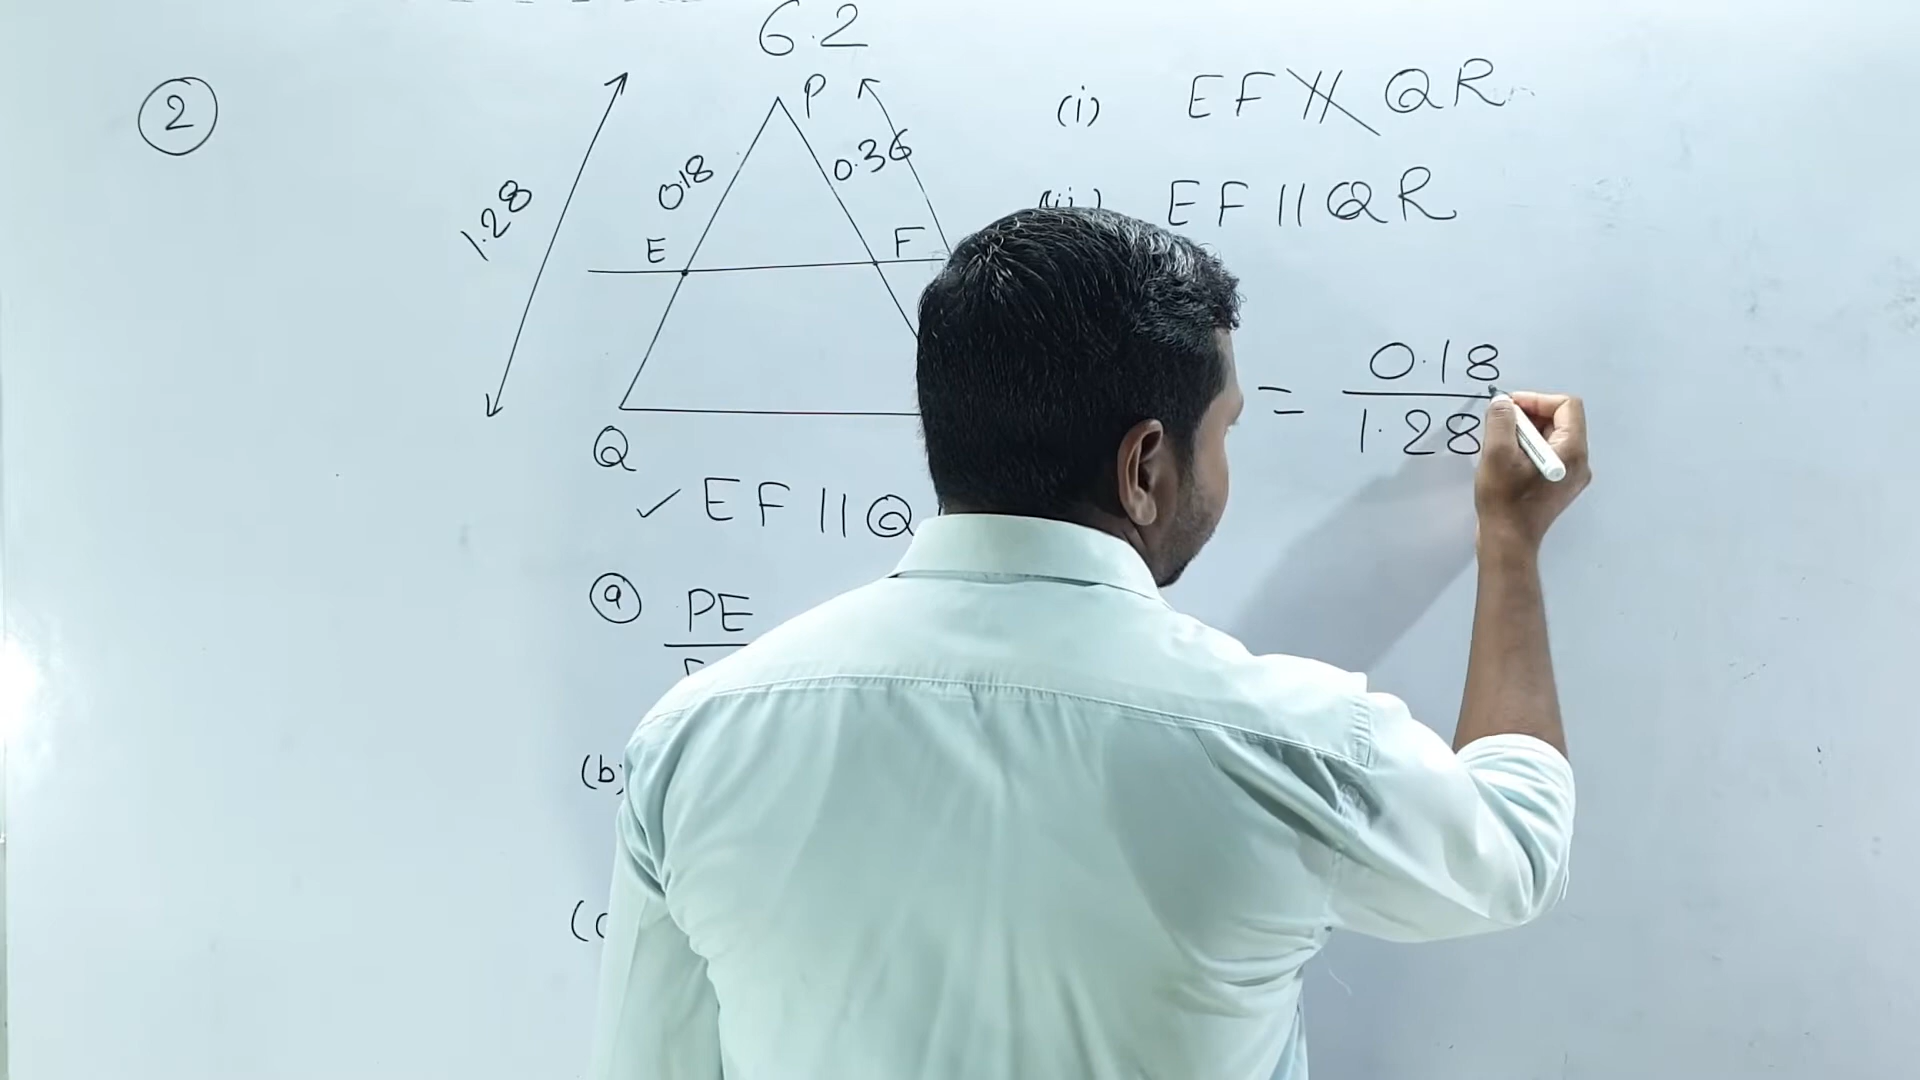 6.2
2
P
(i) EF ∦ QR
0.36
0.18
1.28
(ii) EF || QR
E
F
= 0.18
1.28
Q
✓ EF || Q
(a) PE
(b)
(c